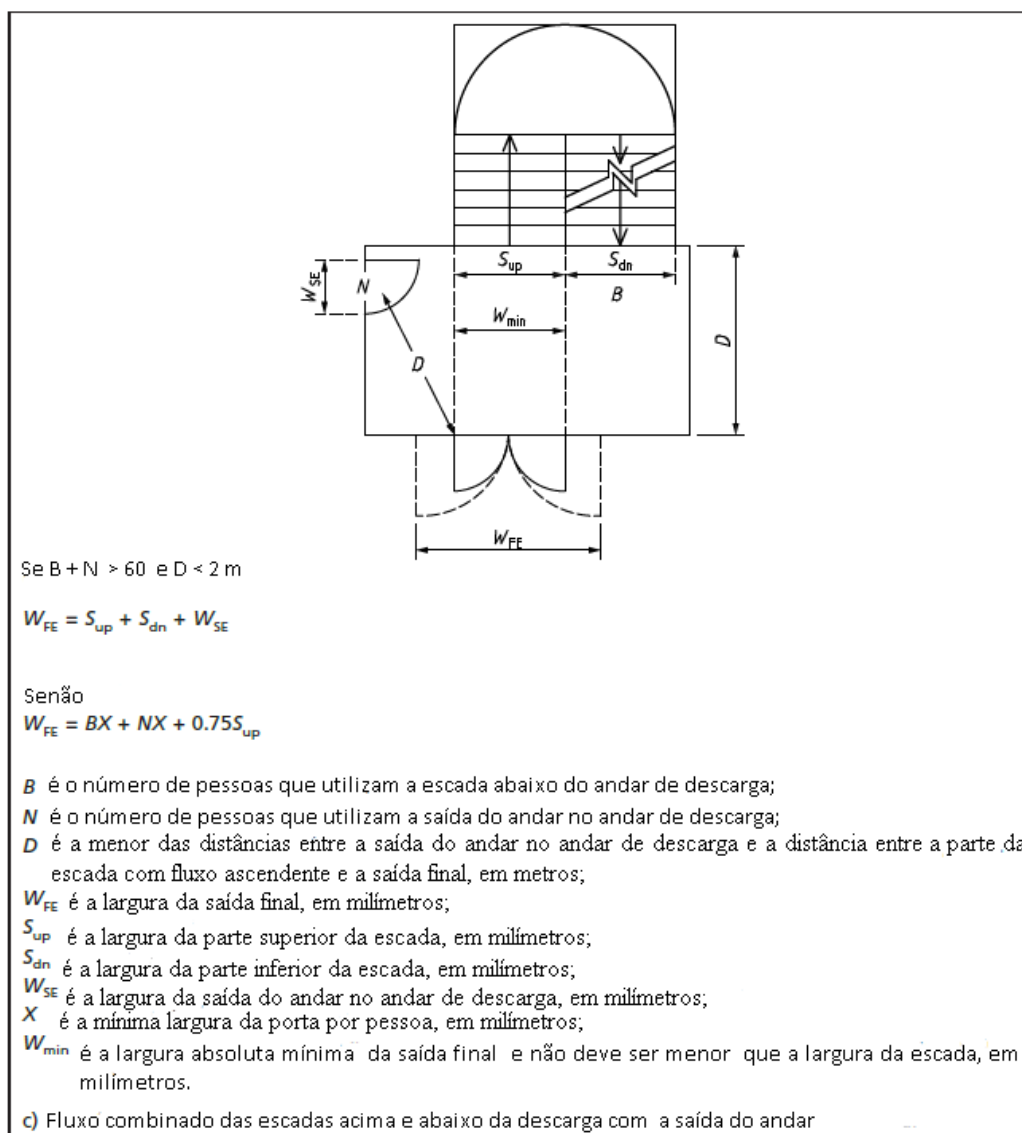 S_up S_dn
W_SE N B
W_min
D D
W_FE
Se B + N > 60 e D < 2 m
W_FE = S_up + S_dn + W_SE
Senão
W_FE = BX + NX + 0.75S_up
B é o número de pessoas que utilizam a escada abaixo do andar de descarga;
N é o número de pessoas que utilizam a saída do andar no andar de descarga;
D é a menor das distâncias entre a saída do andar no andar de descarga e a distância entre a parte da
escada com fluxo ascendente e a saída final, em metros;
W_FE é a largura da saída final, em milímetros;
S_up é a largura da parte superior da escada, em milímetros;
S_dn é a largura da parte inferior da escada, em milímetros;
W_SE é a largura da saída do andar no andar de descarga, em milímetros;
X é a mínima largura da porta por pessoa, em milímetros;
W_min é a largura absoluta mínima da saída final e não deve ser menor que a largura da escada, em
milímetros.
c) Fluxo combinado das escadas acima e abaixo da descarga com a saída do andar